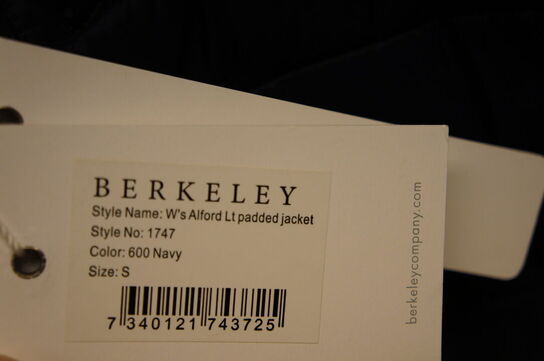 BERKELEY
Style Name: W's Alford Lt padded jacket
Style No: 1747
Color: 600 Navy
Size: S
7 340121 743725
berkeleycompany.com